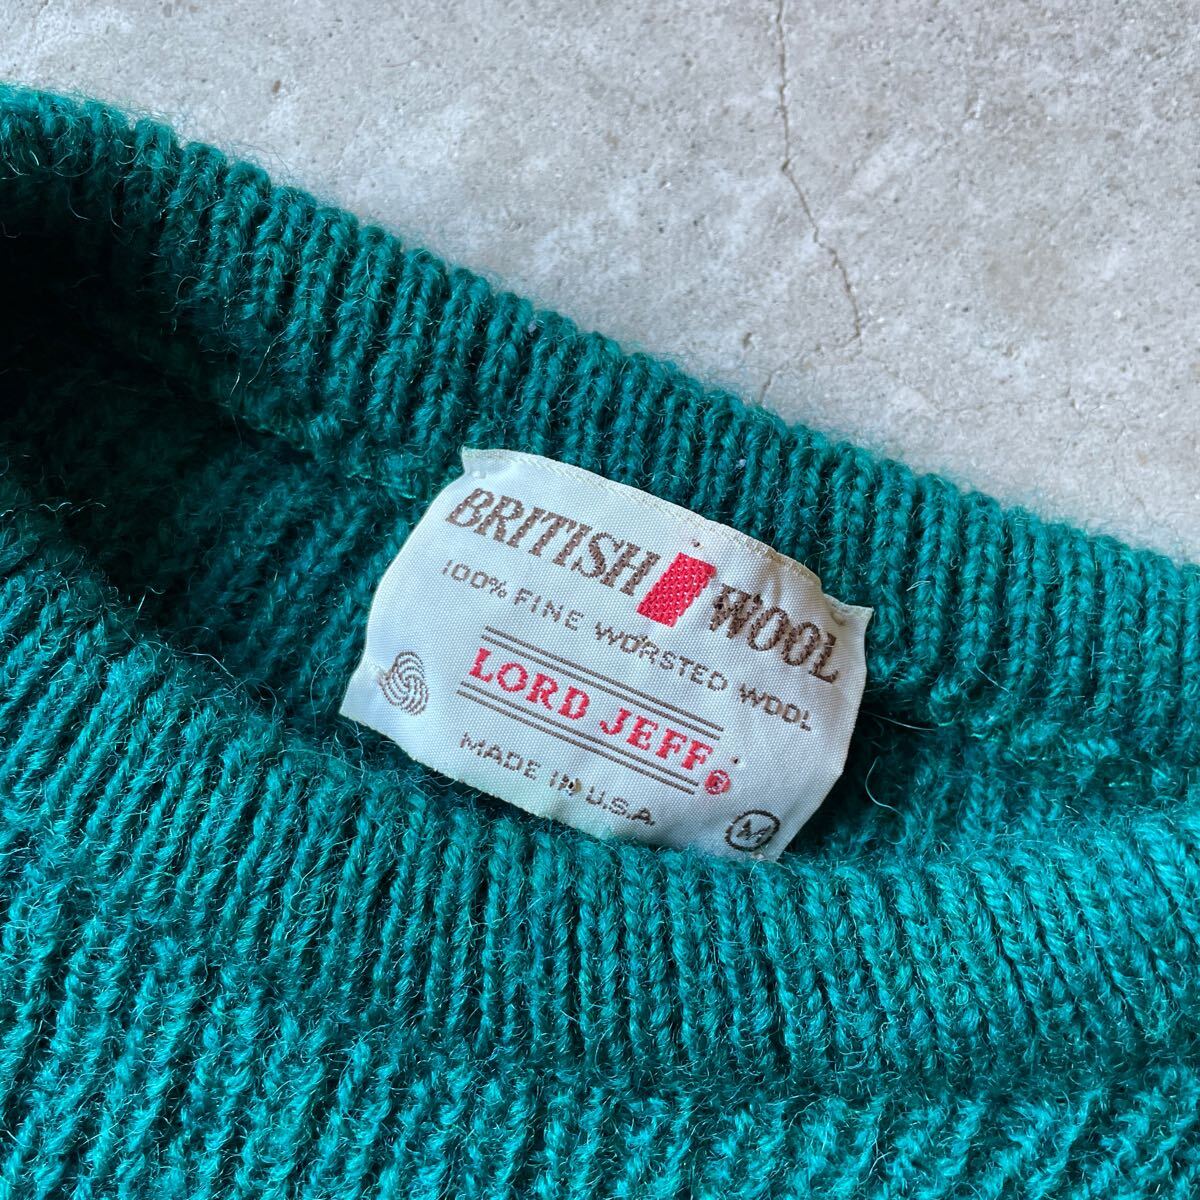 BRITISH WOOL
100% FINE WORSTED WOOL
LORD JEFF®
MADE IN U.S.A.
M